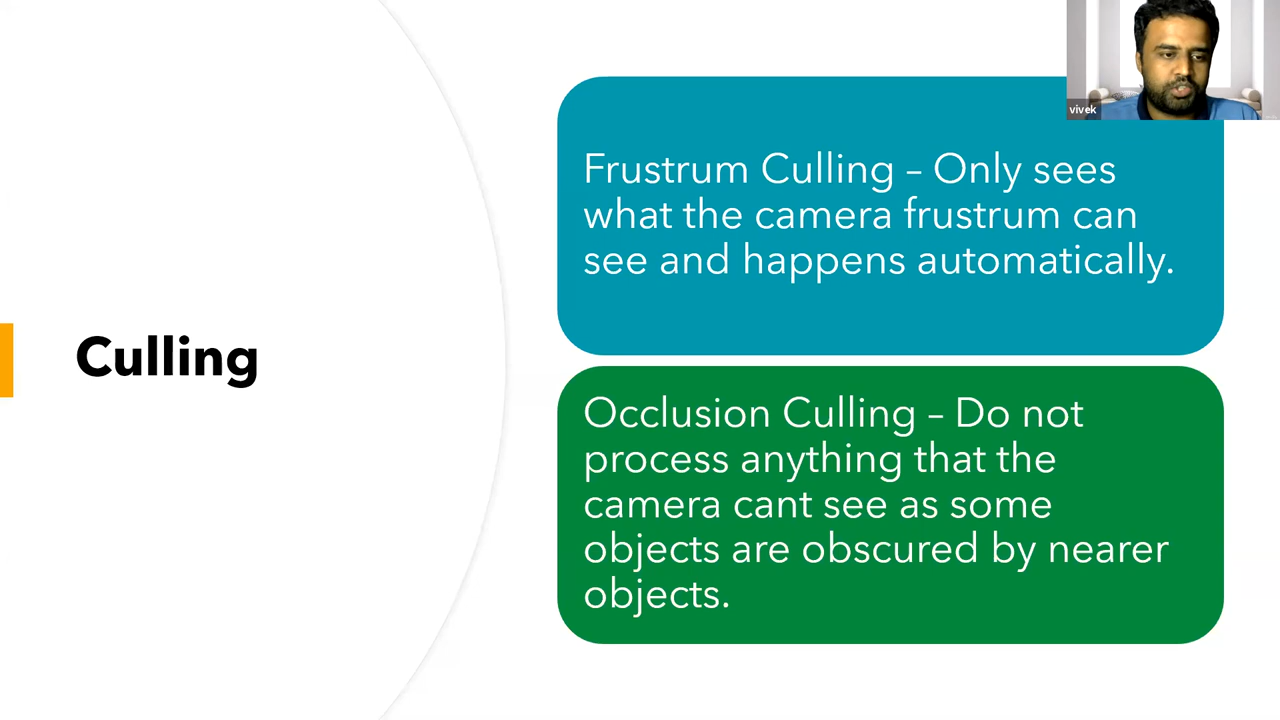 Culling
Frustrum Culling – Only sees
what the camera frustrum can
see and happens automatically.
Occlusion Culling – Do not
process anything that the
camera cant see as some
objects are obscured by nearer
objects.
vivek